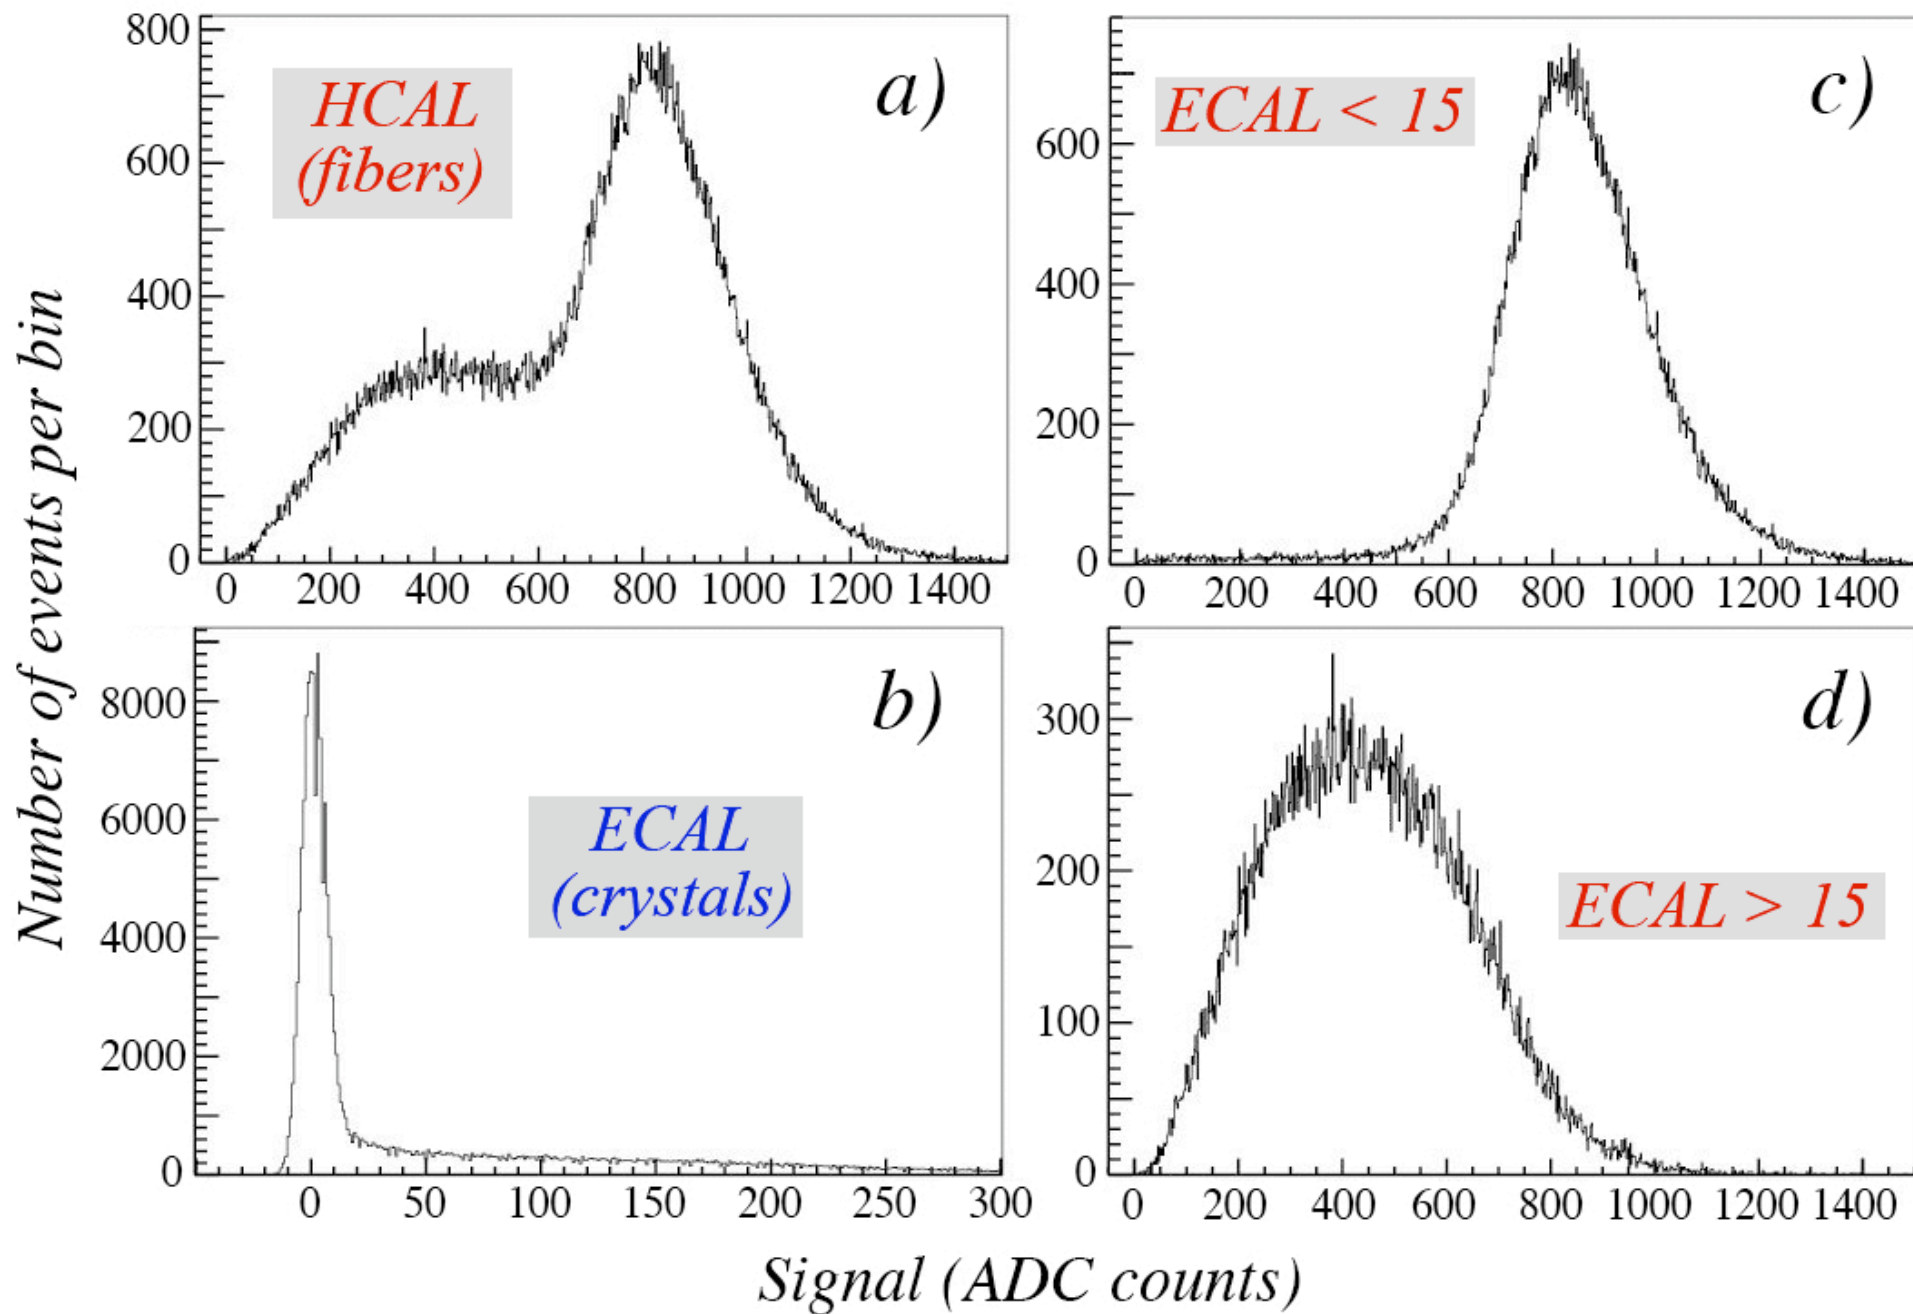 Number of events per bin
a)
HCAL
(fibers)
800
600
400
200
0
0 200 400 600 800 1000 1200 1400
c)
ECAL < 15
600
400
200
0
0 200 400 600 800 1000 1200 1400
b)
ECAL
(crystals)
8000
6000
4000
2000
0
0 50 100 150 200 250 300
d)
ECAL > 15
300
200
100
0
0 200 400 600 800 1000 1200 1400
Signal (ADC counts)